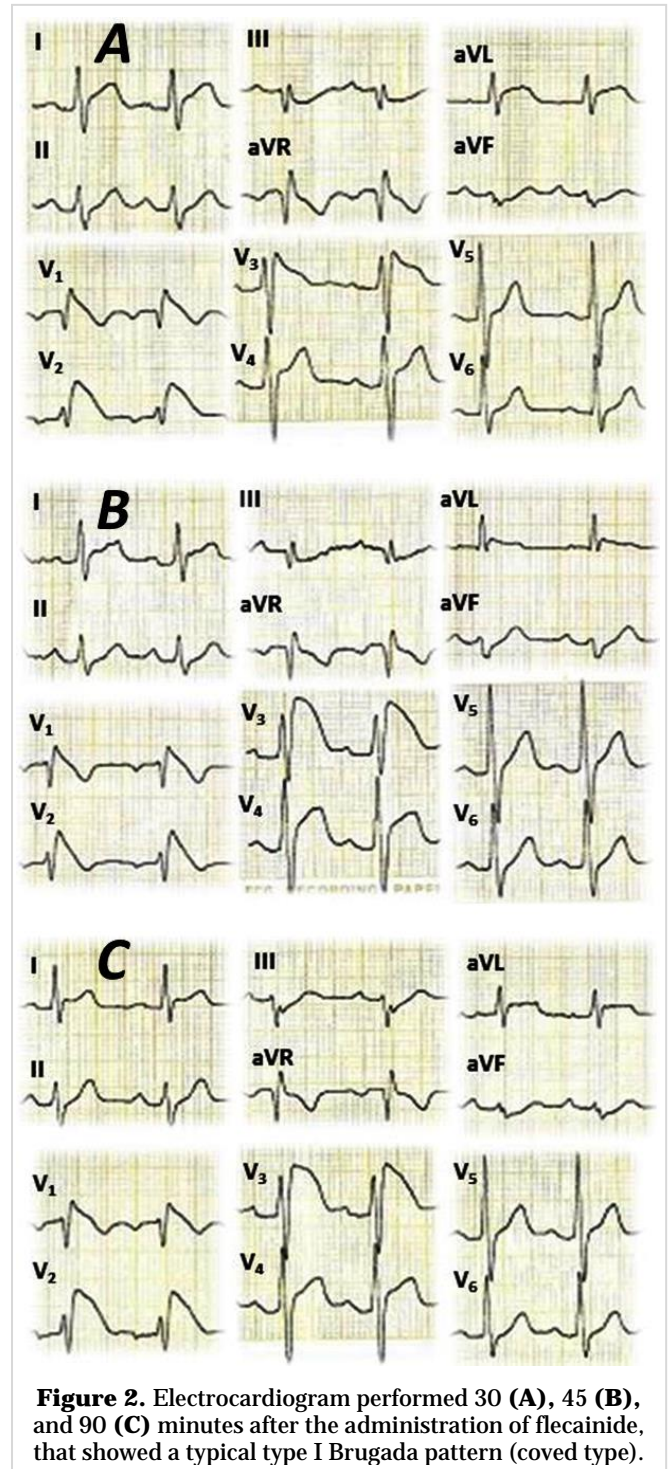 A
I
III
aVL
II
aVR
aVF
V1
V3
V5
V2
V4
V6
B
I
III
aVL
II
aVR
aVF
V1
V3
V5
V2
V4
V6
C
I
III
aVL
II
aVR
aVF
V1
V3
V5
V2
V4
V6
Figure 2. Electrocardiogram performed 30 (A), 45 (B),
and 90 (C) minutes after the administration of flecainide,
that showed a typical type I Brugada pattern (coved type).